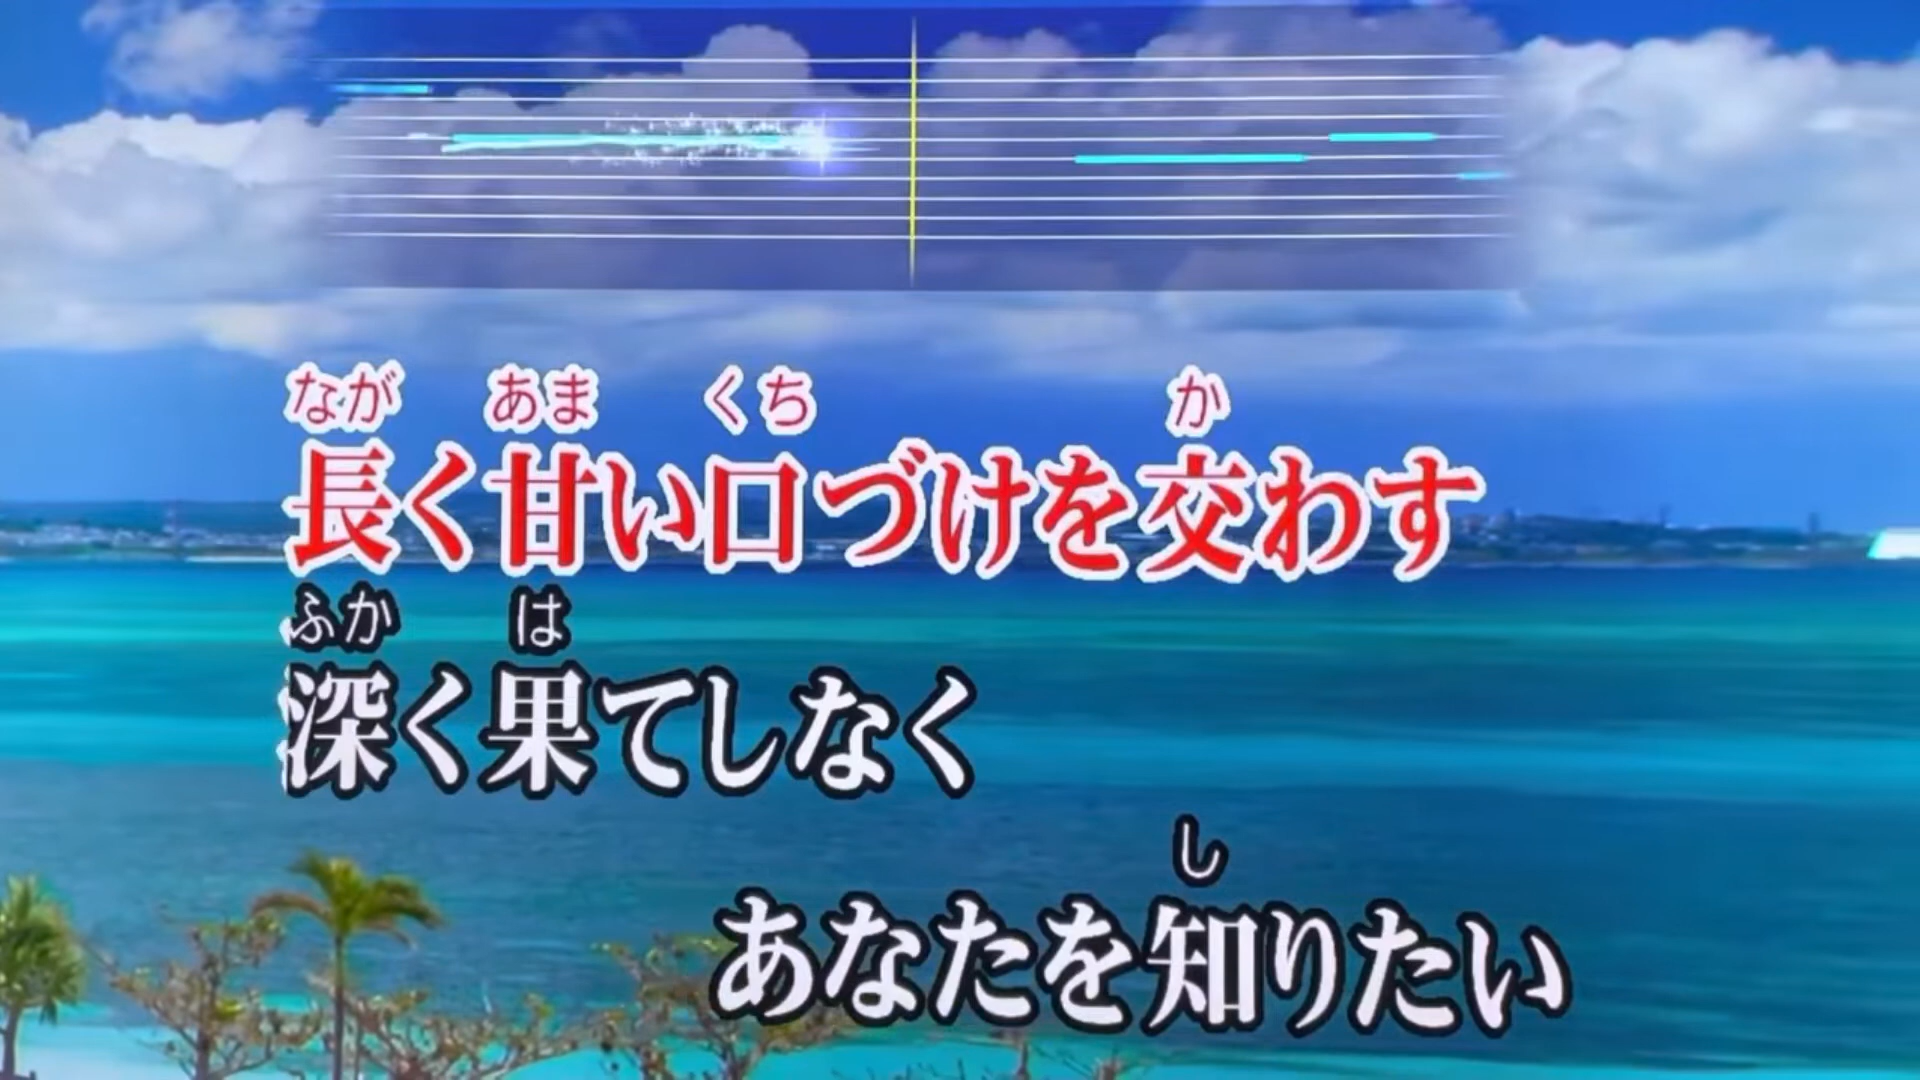 なが あま くち か
長く甘い口づけを交わす
ふか は
深く果てしなく
し
あなたを知りたい